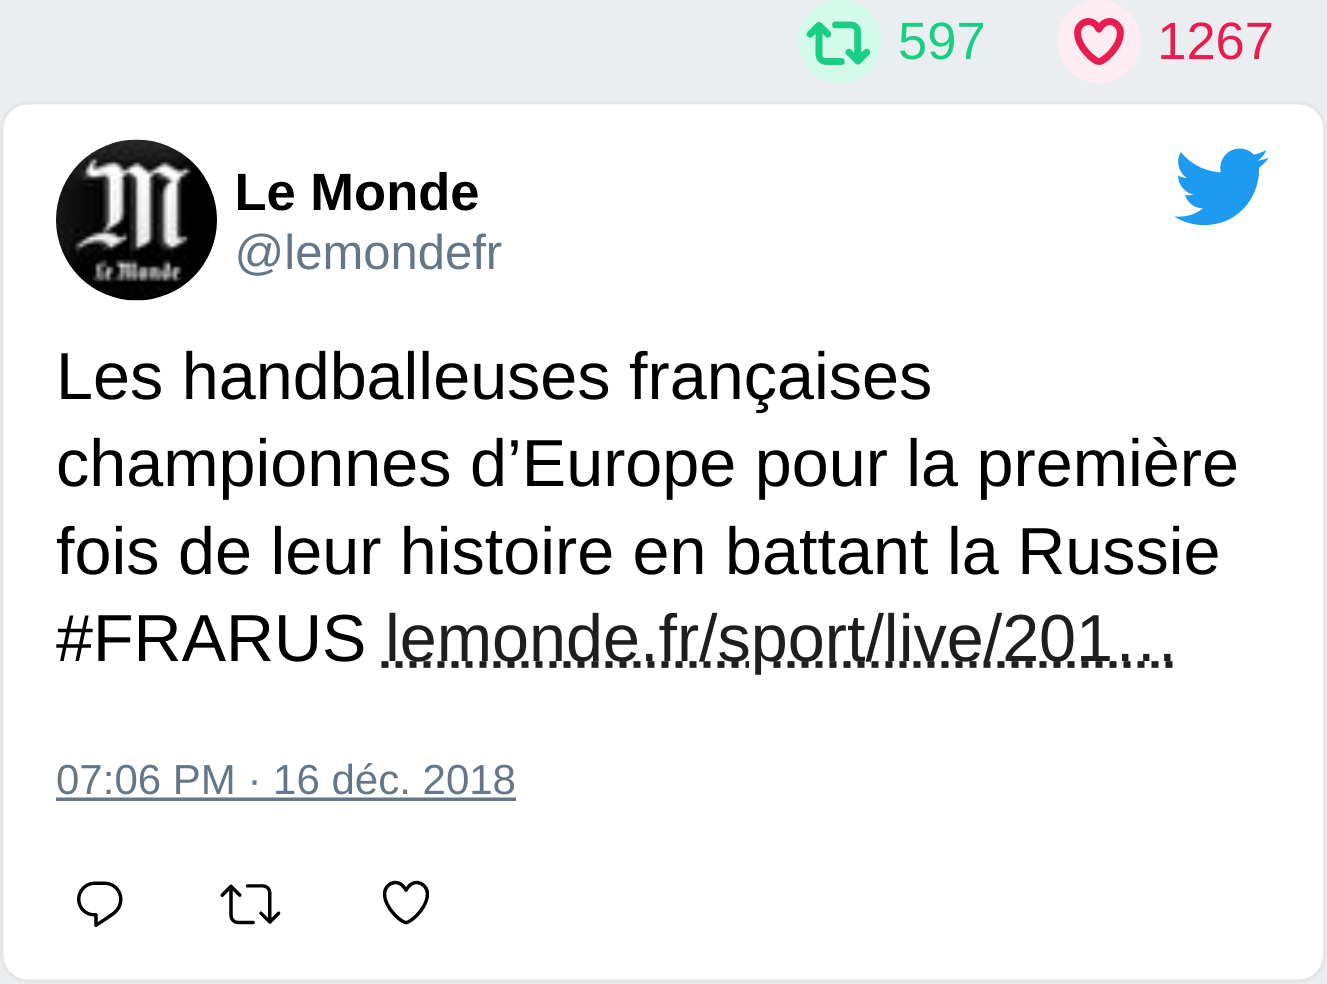 597 1267
Le Monde
Le Monde
@lemondefr
Les handballeuses françaises
championnes d’Europe pour la première
fois de leur histoire en battant la Russie
#FRARUS lemonde.fr/sport/live/201…
07:06 PM · 16 déc. 2018